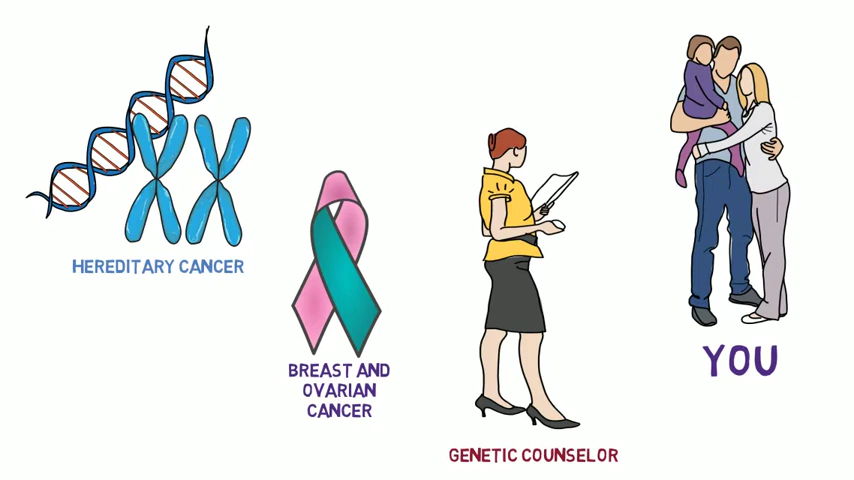 HEREDITARY CANCER
BREAST AND
OVARIAN
CANCER
GENETIC COUNSELOR
YOU